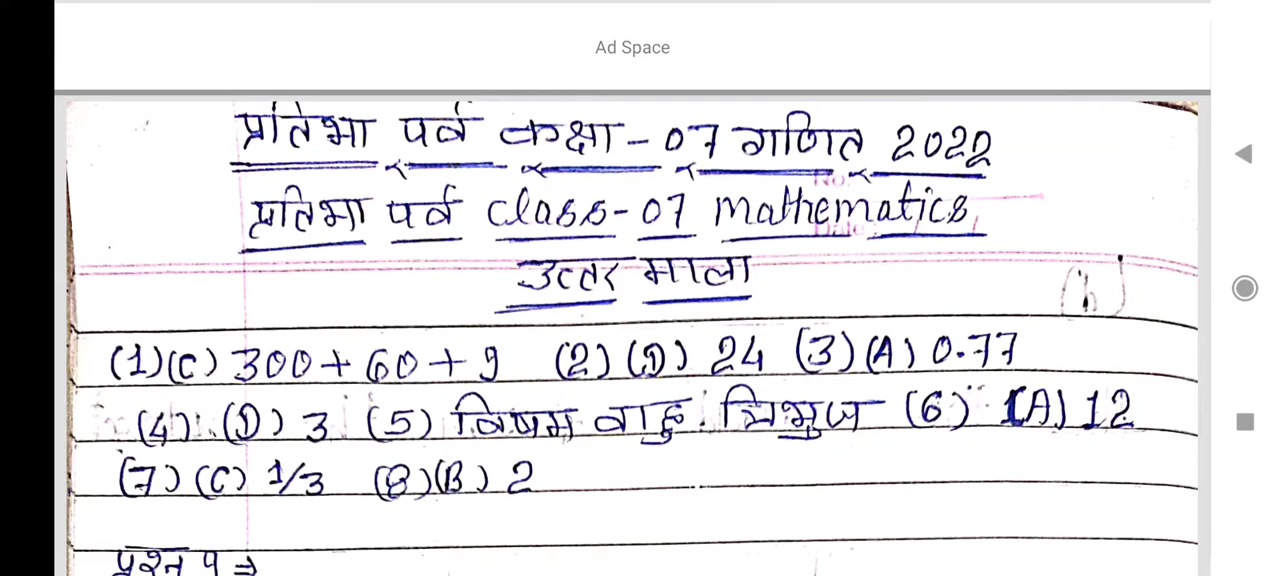 Ad Space
प्रतिभा पर्व कक्षा - 07 गणित 2022
प्रतिभा पर्व class - 07 mathematics
उत्तर माला
(1)(C) 300 + 60 + 9 (2) (D) 24 (3) (A) 0.77
(4) (D) 3 (5) विषम बाहु त्रिभुज (6) (A) 12
(7) (C) 1/3 (8)(B) 2
प्रश्न 9 ⇒